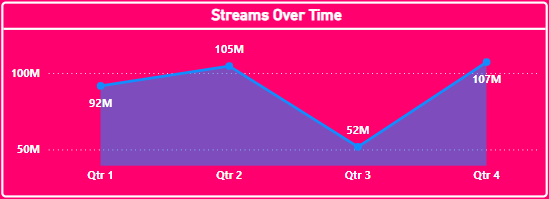 Streams Over Time
105M
100M
107M
92M
52M
50M
Qtr 1 Qtr 2 Qtr 3 Qtr 4